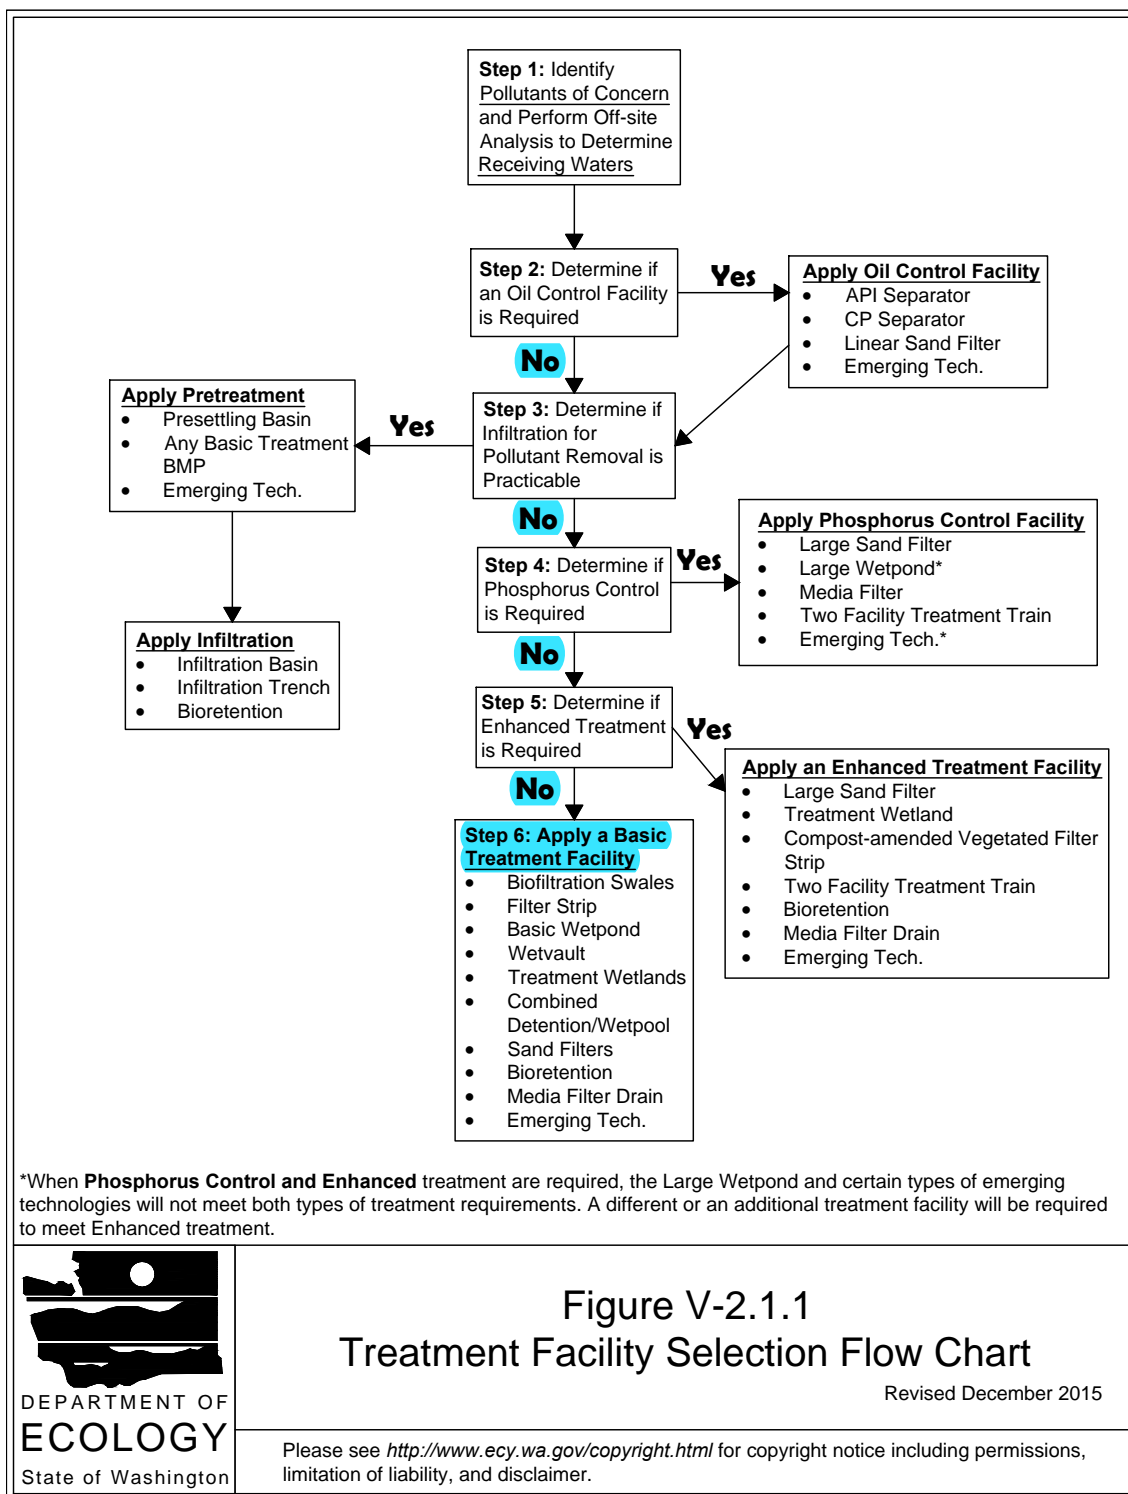 Step 1: Identify
Pollutants of Concern
and Perform Off-site
Analysis to Determine
Receiving Waters
Step 2: Determine if
an Oil Control Facility
is Required
Yes
Apply Oil Control Facility
• API Separator
• CP Separator
• Linear Sand Filter
• Emerging Tech.
No
Step 3: Determine if
Infiltration for
Pollutant Removal is
Practicable
Yes
Apply Pretreatment
• Presettling Basin
• Any Basic Treatment
BMP
• Emerging Tech.
Apply Infiltration
• Infiltration Basin
• Infiltration Trench
• Bioretention
No
Step 4: Determine if
Phosphorus Control
is Required
Yes
Apply Phosphorus Control Facility
• Large Sand Filter
• Large Wetpond*
• Media Filter
• Two Facility Treatment Train
• Emerging Tech.*
No
Step 5: Determine if
Enhanced Treatment
is Required
Yes
Apply an Enhanced Treatment Facility
• Large Sand Filter
• Treatment Wetland
• Compost-amended Vegetated Filter
Strip
• Two Facility Treatment Train
• Bioretention
• Media Filter Drain
• Emerging Tech.
No
Step 6: Apply a Basic
Treatment Facility
• Biofiltration Swales
• Filter Strip
• Basic Wetpond
• Wetvault
• Treatment Wetlands
• Combined
Detention/Wetpool
• Sand Filters
• Bioretention
• Media Filter Drain
• Emerging Tech.
*When Phosphorus Control and Enhanced treatment are required, the Large Wetpond and certain types of emerging
technologies will not meet both types of treatment requirements. A different or an additional treatment facility will be required
to meet Enhanced treatment.
DEPARTMENT OF
ECOLOGY
State of Washington
Figure V-2.1.1
Treatment Facility Selection Flow Chart
Revised December 2015
Please see http://www.ecy.wa.gov/copyright.html for copyright notice including permissions,
limitation of liability, and disclaimer.